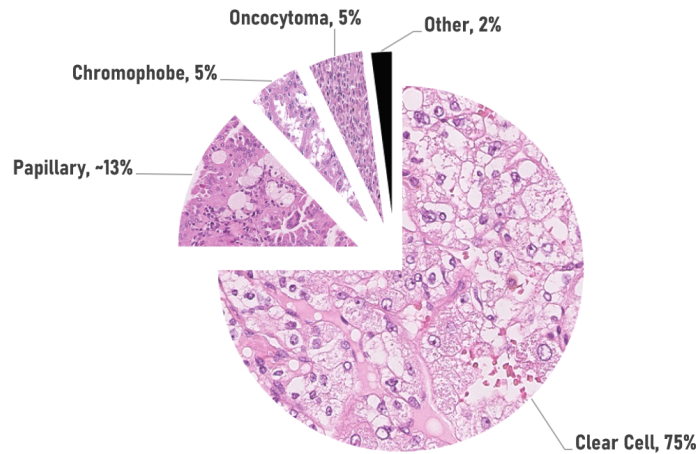 Oncocytoma, 5%
Other, 2%
Chromophobe, 5%
Papillary, ~13%
Clear Cell, 75%